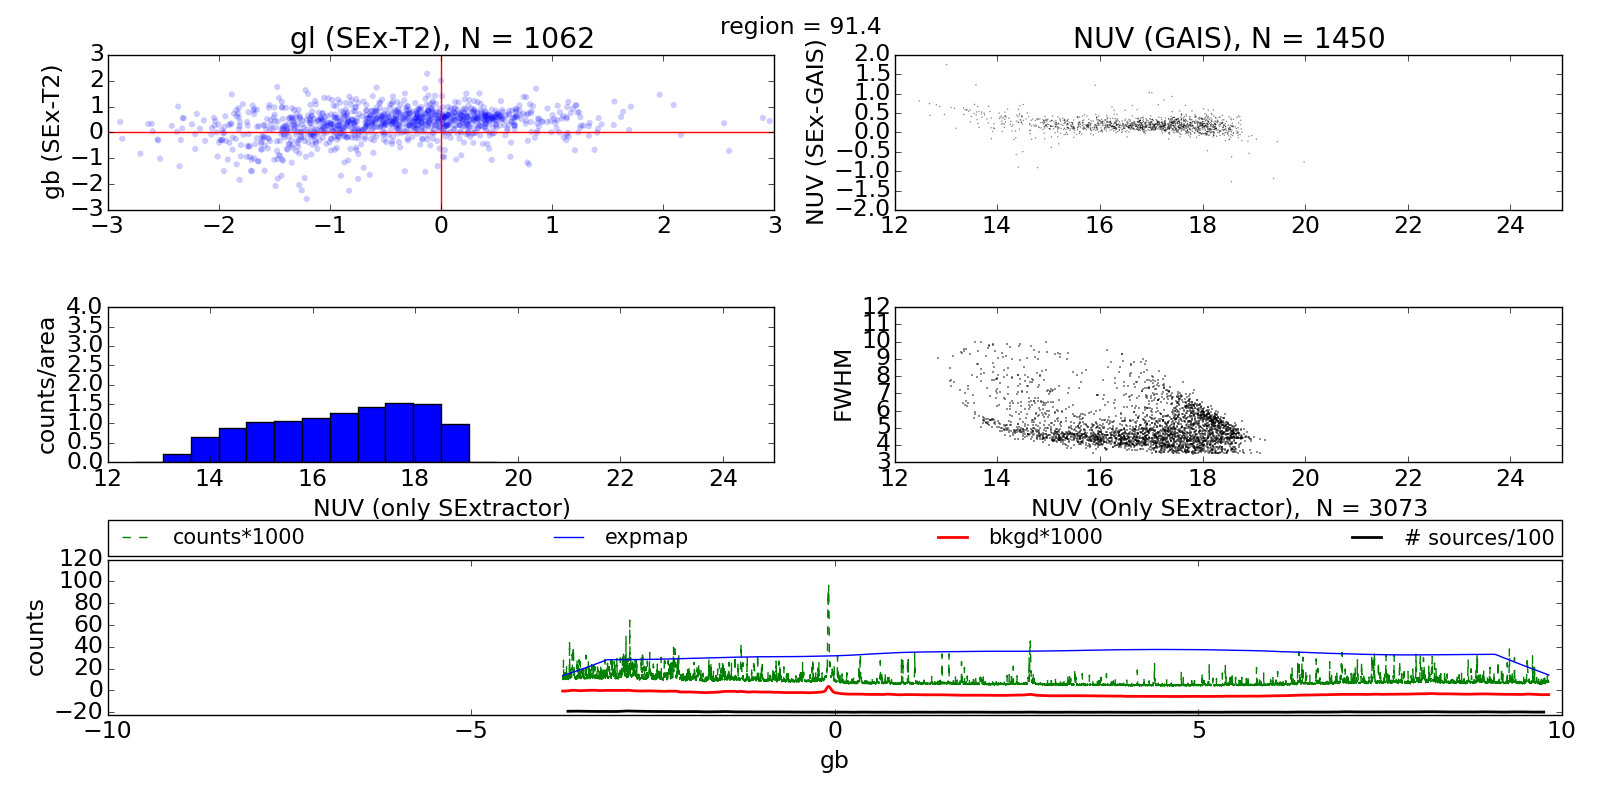 region = 91.4
gl (SEx-T2), N = 1062
NUV (GAIS), N = 1450
gb (SEx-T2)
3
2
1
0
−1
−2
−3
−3 −2 −1 0 1 2 3
NUV (SEx-GAIS)
2.0
1.5
1.0
0.5
0.0
−0.5
−1.0
−1.5
−2.0
12 14 16 18 20 22 24
counts/area
4.0
3.5
3.0
2.5
2.0
1.5
1.0
0.5
0.0
12 14 16 18 20 22 24
NUV (only SExtractor)
FWHM
12
11
10
9
8
7
6
5
4
3
12 14 16 18 20 22 24
NUV (Only SExtractor), N = 3073
counts*1000 expmap bkgd*1000 # sources/100
counts
120
100
80
60
40
20
0
−20
−10 −5 0 5 10
gb